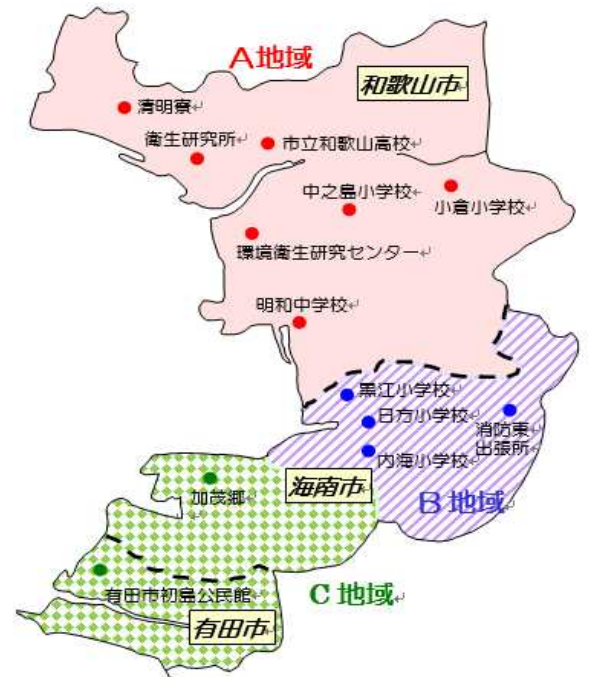 A地域
和歌山市
清明寮
衛生研究所
市立和歌山高校
中之島小学校
小倉小学校
環境衛生研究センター
明和中学校
黒江小学校
日方小学校
消防東
出張所
内海小学校
海南市
加茂郷
B地域
有田市初島公民館
C地域
有田市